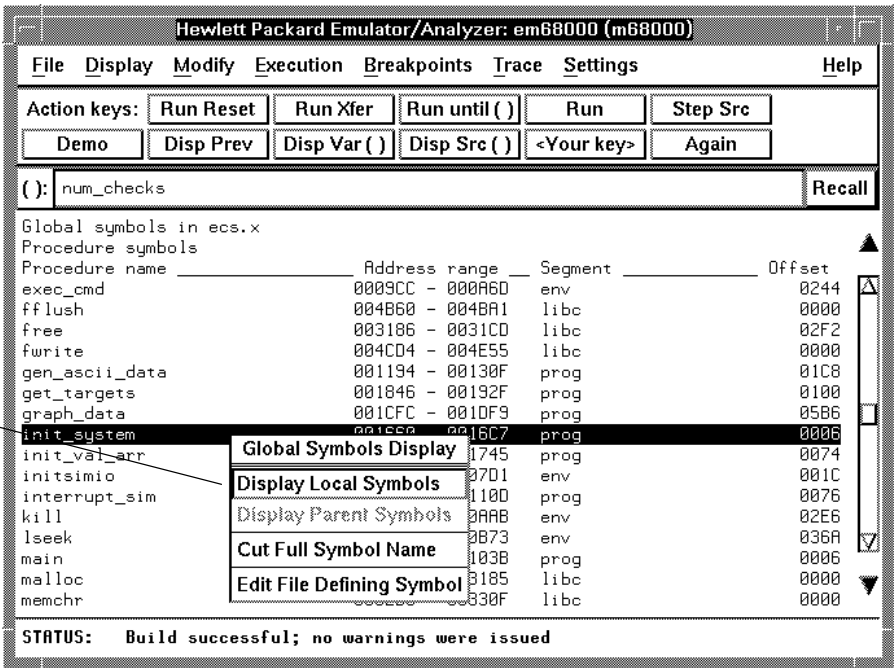 Hewlett Packard Emulator/Analyzer: em68000 (m68000)
File Display Modify Execution Breakpoints Trace Settings Help
Action keys: Run Reset Run Xfer Run until ( ) Run Step Src
Demo Disp Prev Disp Var ( ) Disp Src ( ) <Your key> Again
( ): num_checks Recall
Global symbols in ecs.x
Procedure symbols
Procedure name ________________ Address range __ Segment ________________ Offset
exec_cmd 0009CC - 000A6D env 0244
fflush 004B60 - 004BA1 libc 0000
free 003186 - 0031CD libc 02F2
fwrite 004CD4 - 004E55 libc 0000
gen_ascii_data 001194 - 00130F prog 01C8
get_targets 001846 - 00192F prog 0100
graph_data 001CFC - 001DF9 prog 05B6
init_system 0016C7 prog 0006
init_val_arr 1745 prog 0074
initsimio 07D1 env 001C
interrupt_sim 110D prog 0076
kill 0AAB env 02E6
lseek 0B73 env 036A
main 103B prog 0006
malloc 3185 libc 0000
memchr 330F libc 0000
Global Symbols Display
Display Local Symbols
Display Parent Symbols
Cut Full Symbol Name
Edit File Defining Symbol
STATUS: Build successful; no warnings were issued